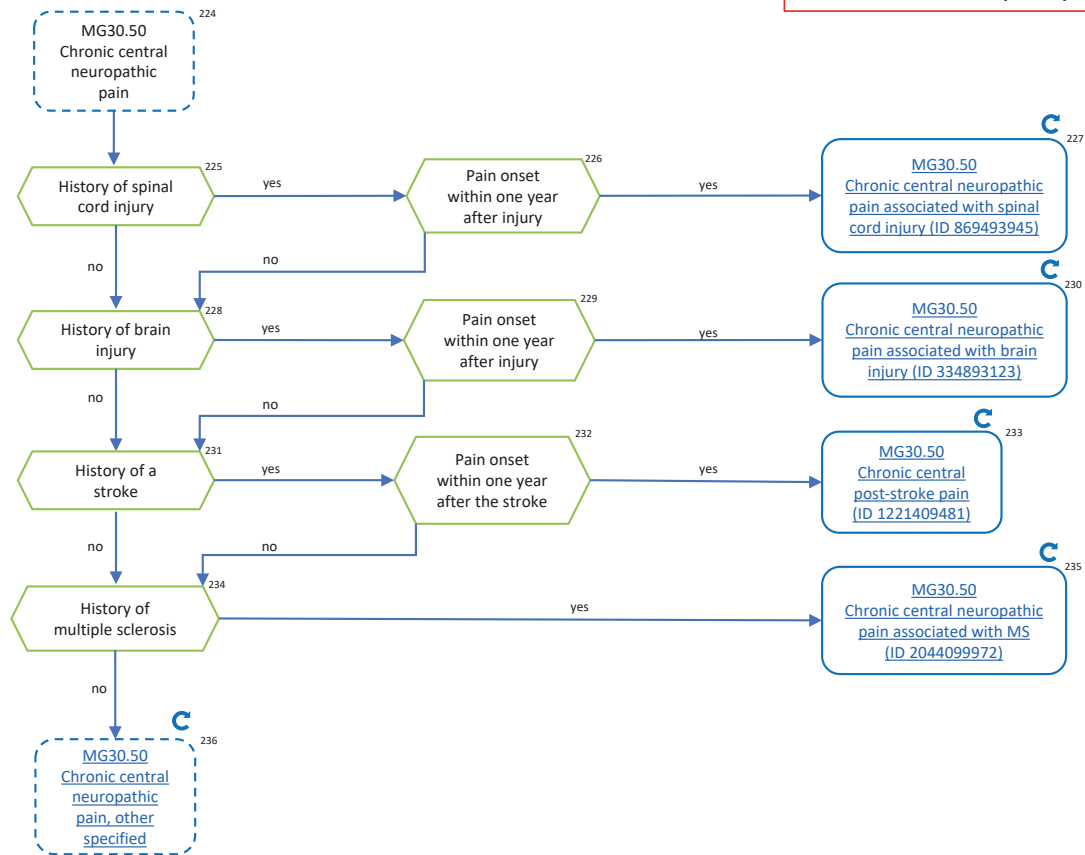 224
MG30.50
Chronic central
neuropathic
pain
225
History of spinal
cord injury
yes
226
Pain onset
within one year
after injury
yes
227
MG30.50
Chronic central neuropathic
pain associated with spinal
cord injury (ID 869493945)
no
no
228
History of brain
injury
yes
229
Pain onset
within one year
after injury
yes
230
MG30.50
Chronic central neuropathic
pain associated with brain
injury (ID 334893123)
no
no
231
History of a
stroke
yes
232
Pain onset
within one year
after the stroke
yes
233
MG30.50
Chronic central
post-stroke pain
(ID 1221409481)
no
no
234
History of
multiple sclerosis
yes
235
MG30.50
Chronic central neuropathic
pain associated with MS
(ID 2044099972)
no
236
MG30.50
Chronic central
neuropathic
pain, other
specified